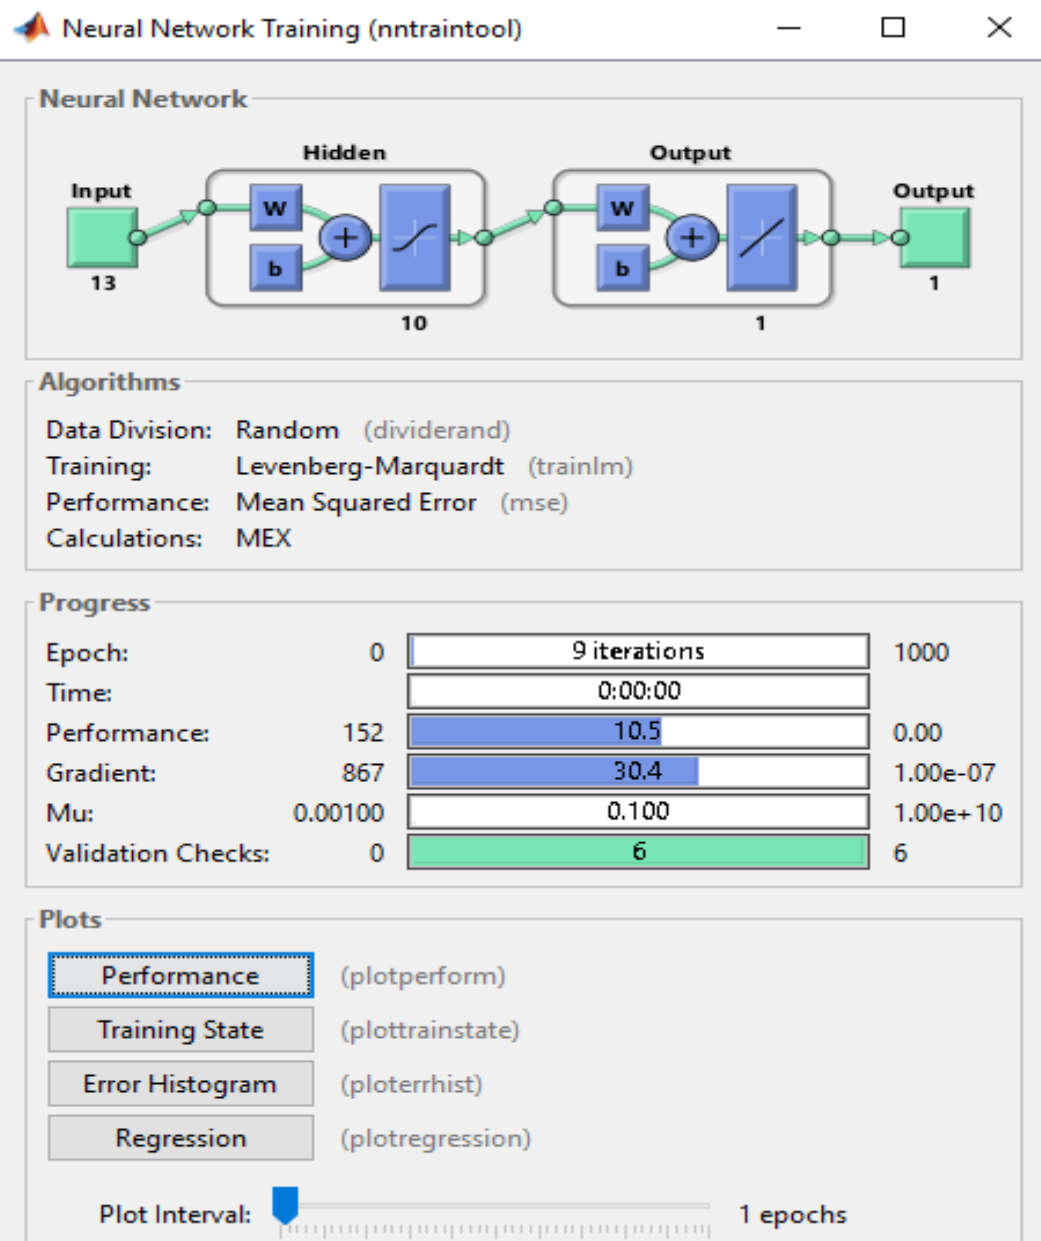 Neural Network Training (nntraintool)
Neural Network
Hidden
Output
Input
Output
W
W
+
+
b
b
13
1
10
1
Algorithms
Data Division: Random (dividerand)
Training: Levenberg-Marquardt (trainlm)
Performance: Mean Squared Error (mse)
Calculations: MEX
Progress
Epoch: 0 9 iterations 1000
Time: 0:00:00
Performance: 152 10.5 0.00
Gradient: 867 30.4 1.00e-07
Mu: 0.00100 0.100 1.00e+10
Validation Checks: 0 6 6
Plots
Performance (plotperform)
Training State (plottrainstate)
Error Histogram (ploterrhist)
Regression (plotregression)
Plot Interval: 1 epochs